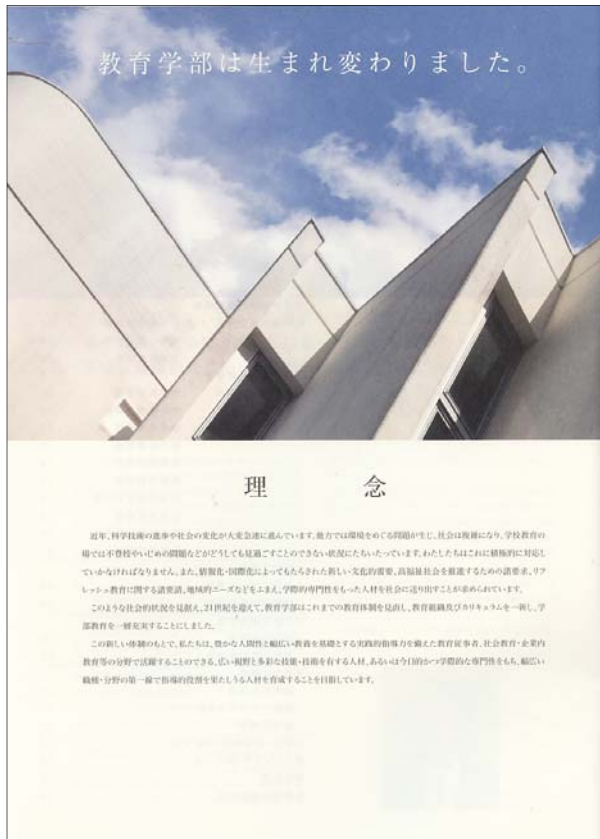 教育学部は生まれ変わりました。
理　念
近年、科学技術の進歩や社会の変化が大変急速に進んでいます。他方では環境をめぐる問題が生じ、社会は複雑になり、学校教育の
場では不登校やいじめの問題などがどうしても見過ごすことのできない状況にたちいたっています。わたしたちはこれに積極的に対応し
ていかなければなりません。また、情報化・国際化によってもたらされた新しい文化的需要、高福祉社会を推進するための諸要求、リフ
レッシュ教育に関する諸要請、地域的ニーズなどをふまえ、学際的専門性をもった人材を社会に送り出すことが求められています。
このような社会的状況を見据え、21世紀を迎えて、教育学部はこれまでの教育体制を見直し、教育組織及びカリキュラムを一新し、学
部教育を一層充実することにしました。
この新しい体制のもとで、私たちは、豊かな人間性と幅広い教養を基礎とする実践的指導力を備えた教育従事者、社会教育・企業内
教育等の分野で活躍することのできる、広い視野と多彩な技能・技術を有する人材、あるいは今日的かつ学際的な専門性をもち、幅広い
職種・分野の第一線で指導的役割を果たしうる人材を育成することを目指しています。